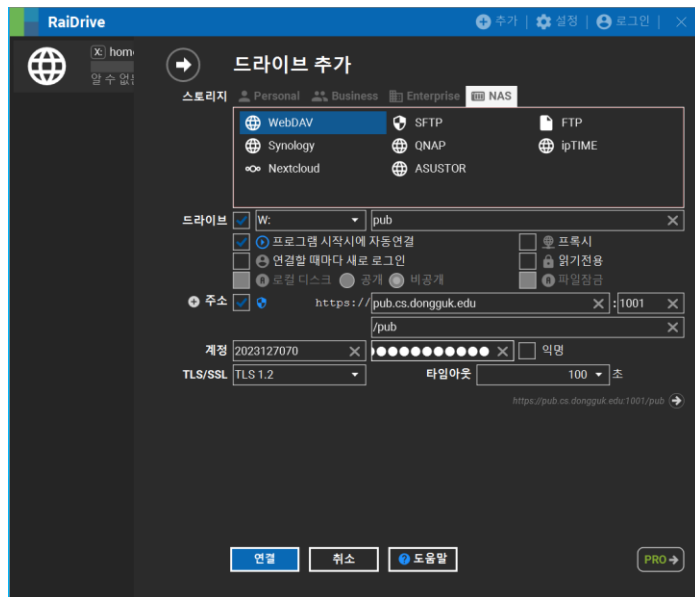 RaiDrive 추가 | 설정 | 로그인 |
X: hom
알 수 없
드라이브 추가
스토리지 Personal Business Enterprise NAS
WebDAV SFTP FTP
Synology QNAP ipTIME
Nextcloud ASUSTOR
드라이브 W: pub
프로그램 시작시에 자동연결 프록시
연결할 때마다 새로 로그인 읽기전용
로컬 디스크 공개 비공개 파일잠금
주소 https://pub.cs.dongguk.edu :1001
/pub
계정 2023127070 ●●●●●●●●●● 익명
TLS/SSL TLS 1.2 타임아웃 100 초
https://pub.cs.dongguk.edu:1001/pub
연결 취소 도움말 PRO